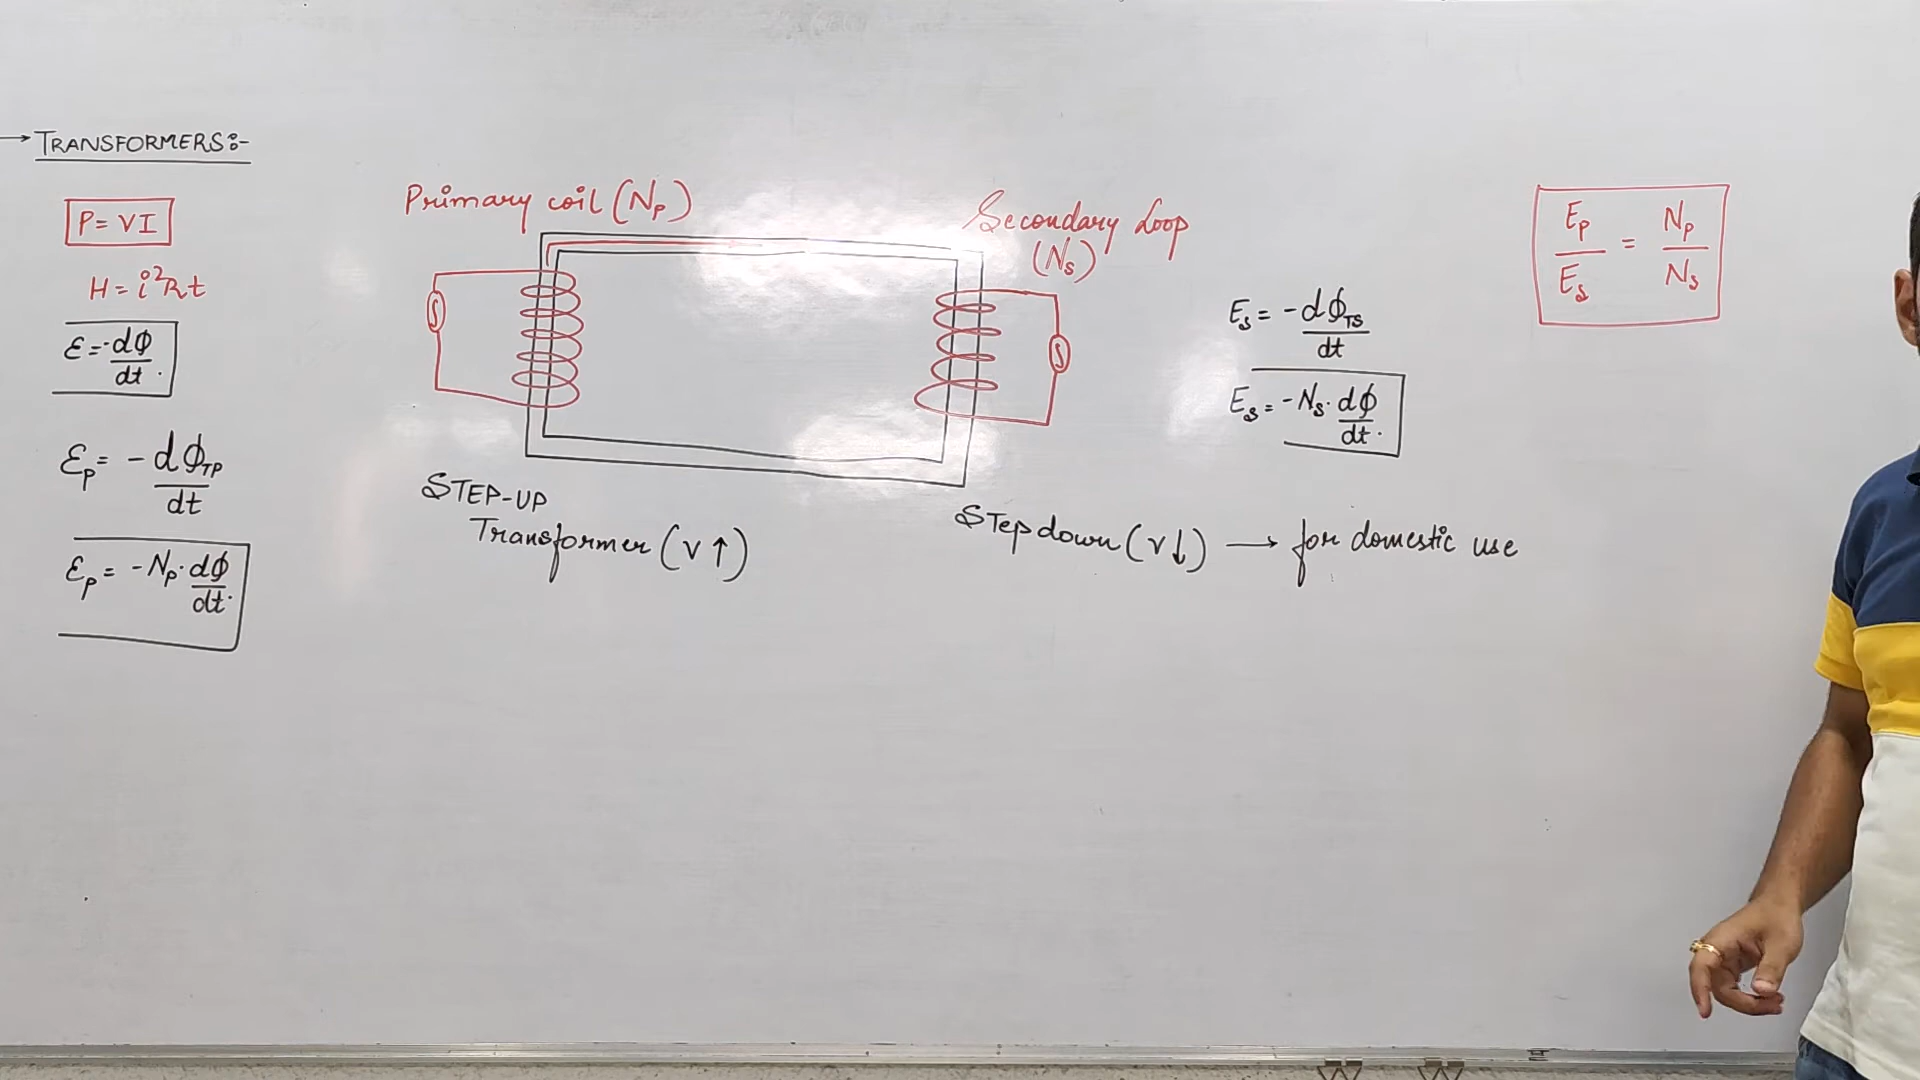 → TRANSFORMERS:-
P = VI
H = i²Rt
ε = -dΦ/dt.
εp = -dΦTP/dt
εp = -Np·dΦ/dt.
Primary coil (Np)
Secondary Loop
(Ns)
S
S
STEP-UP
Transformer (V↑)
Step down (V↓) → for domestic use
Es = -dΦTS/dt
Es = -Ns·dΦ/dt.
Ep/Es = Np/Ns